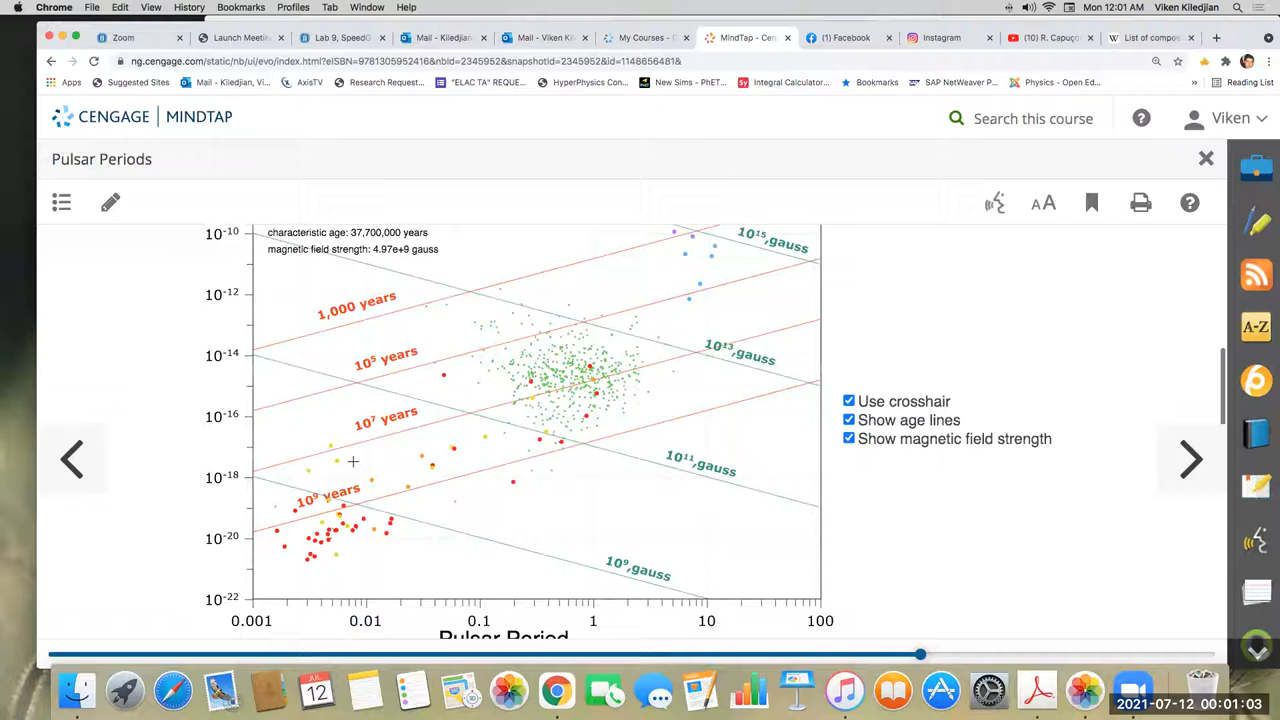 Chrome File Edit View History Bookmarks Profiles Tab Window Help Mon 12:01 AM Viken Kiledjian
Zoom Launch Meetin Lab 9, SpeedG Mail - Kiledjian Mail - Viken Ki My Courses - C MindTap - Cen (1) Facebook Instagram (10) R. Capuço List of compos
ng.cengage.com/static/nb/ui/evo/index.html?eISBN=9781305952416&nbId=2345952&snapshotId=2345952&id=1148656481&
Apps Suggested Sites Mail - Kiledjian, Vi... AxisTV Research Request... "ELAC TA" REQUE... HyperPhysics Con... New Sims - PhET... Integral Calculator... Bookmarks SAP NetWeaver P... Physics - Open Ed... » Reading List
CENGAGE | MINDTAP Search this course Viken
Pulsar Periods
AA
characteristic age: 37,700,000 years
magnetic field strength: 4.97e+9 gauss
10-10
10-12
10-14
10-16
10-18
10-20
10-22
1,000 years
10⁵ years
10⁷ years
10⁹ years
10¹⁵,gauss
10¹³,gauss
10¹¹,gauss
10⁹,gauss
Use crosshair
Show age lines
Show magnetic field strength
0.001 0.01 0.1 1 10 100
Pulsar Period
A-Z
JUL 12
2021-07-12 00:01:03